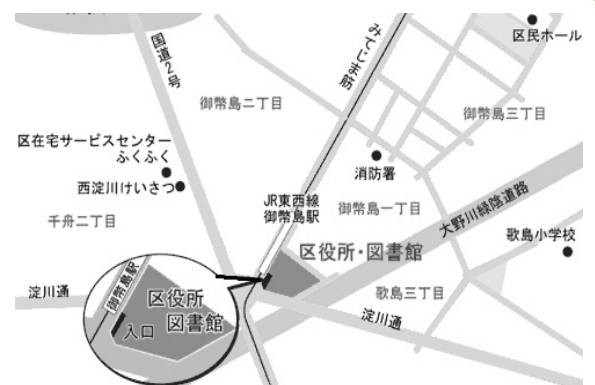 区民ホール
国道2号
みてじま筋
御幣島二丁目
御幣島三丁目
区在宅サービスセンター
ふくふく
消防署
西淀川けいさつ
JR東西線
御幣島駅
御幣島一丁目
大野川緑陰道路
千舟二丁目
歌島小学校
区役所・図書館
御幣島駅
淀川通
区役所
図書館
歌島三丁目
入口
淀川通